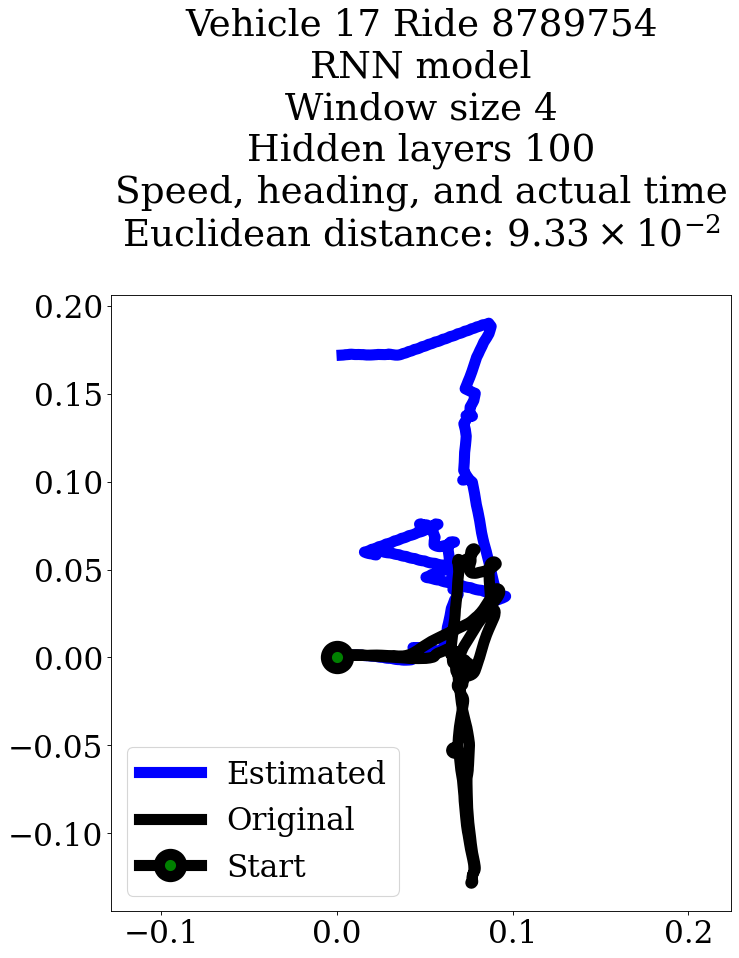 Vehicle 17 Ride 8789754
RNN model
Window size 4
Hidden layers 100
Speed, heading, and actual time
Euclidean distance: 9.33 × 10⁻²
0.20
0.15
0.10
0.05
0.00
−0.05
−0.10
Estimated
Original
Start
−0.1 0.0 0.1 0.2